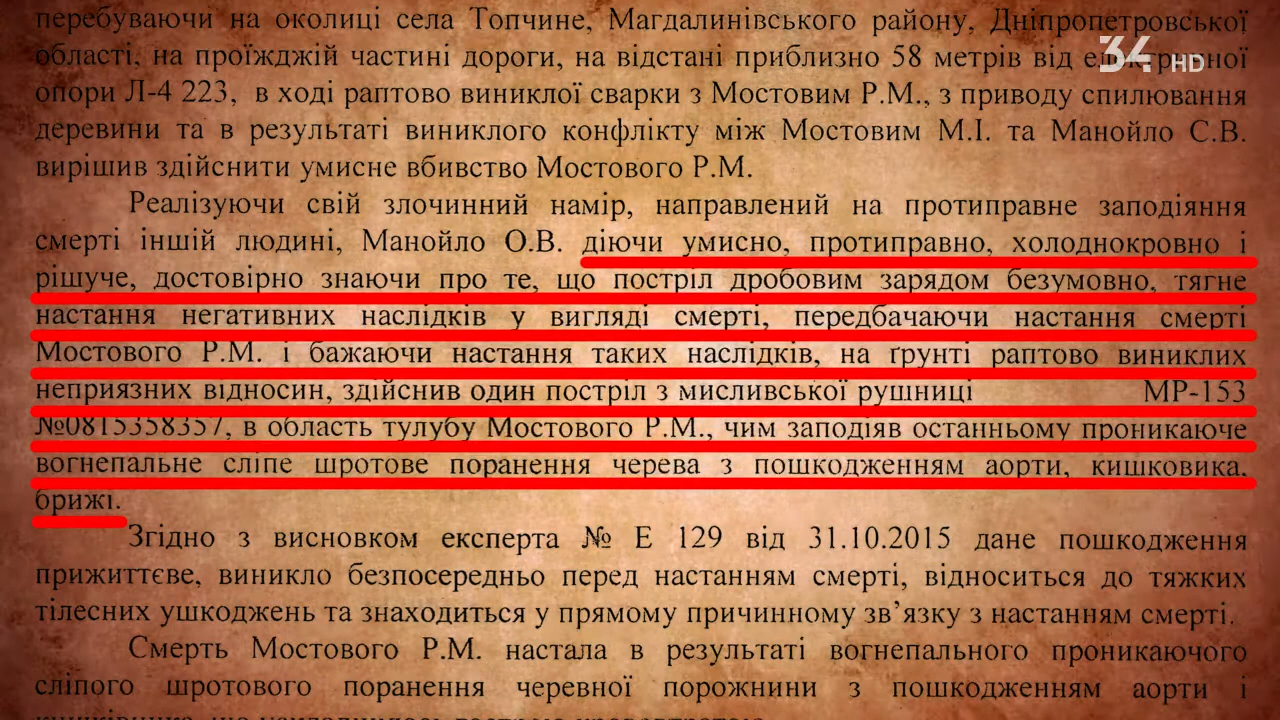 перебуваючи на околиці села Топчине, Магдалинівського району, Дніпропетровської
34 HD
області, на проїжджій частині дороги, на відстані приблизно 58 метрів від електричної
опори Л-4 223, в ході раптово виниклої сварки з Мостовим Р.М., з приводу спилювання
деревини та в результаті виниклого конфлікту між Мостовим М.І. та Манойло С.В.
вирішив здійснити умисне вбивство Мостового Р.М.
Реалізуючи свій злочинний намір, направлений на протиправне заподіяння
смерті іншій людині, Манойло О.В. діючи умисно, протиправно, холоднокровно і
рішуче, достовірно знаючи про те, що постріл дробовим зарядом безумовно, тягне
настання негативних наслідків у вигляді смерті, передбачаючи настання смерті
Мостового Р.М. і бажаючи настання таких наслідків, на ґрунті раптово виниклих
неприязних відносин, здійснив один постріл з мисливської рушниці МР-153
№0815358357, в область тулубу Мостового Р.М., чим заподіяв останньому проникаюче
вогнепальне сліпе шротове поранення черева з пошкодженням аорти, кишковика,
брижі.
Згідно з висновком експерта № Е 129 від 31.10.2015 дане пошкодження
прижиттєве, виникло безпосередньо перед настанням смерті, відноситься до тяжких
тілесних ушкоджень та знаходиться у прямому причинному зв’язку з настанням смерті.
Смерть Мостового Р.М. настала в результаті вогнепального проникаючого
сліпого шротового поранення черевної порожнини з пошкодженням аорти і